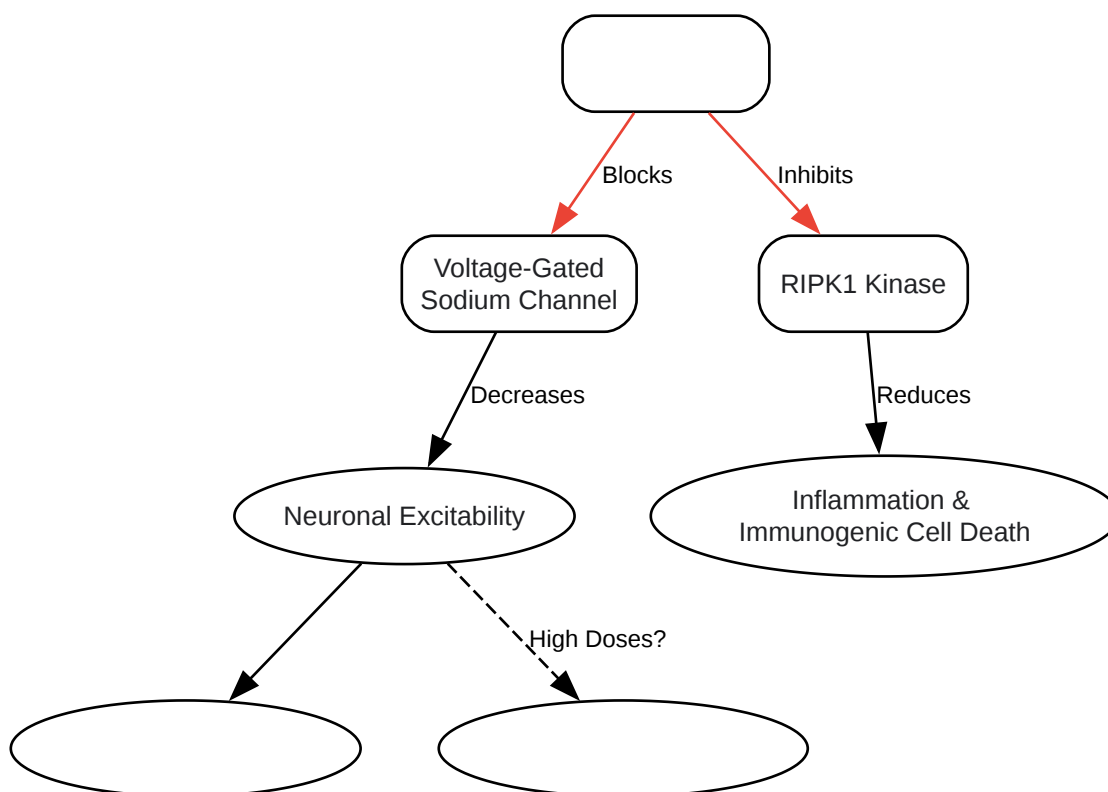 Blocks
Inhibits
Voltage-Gated
Sodium Channel
RIPK1 Kinase
Decreases
Reduces
Neuronal Excitability
Inflammation &
Immunogenic Cell Death
High Doses?